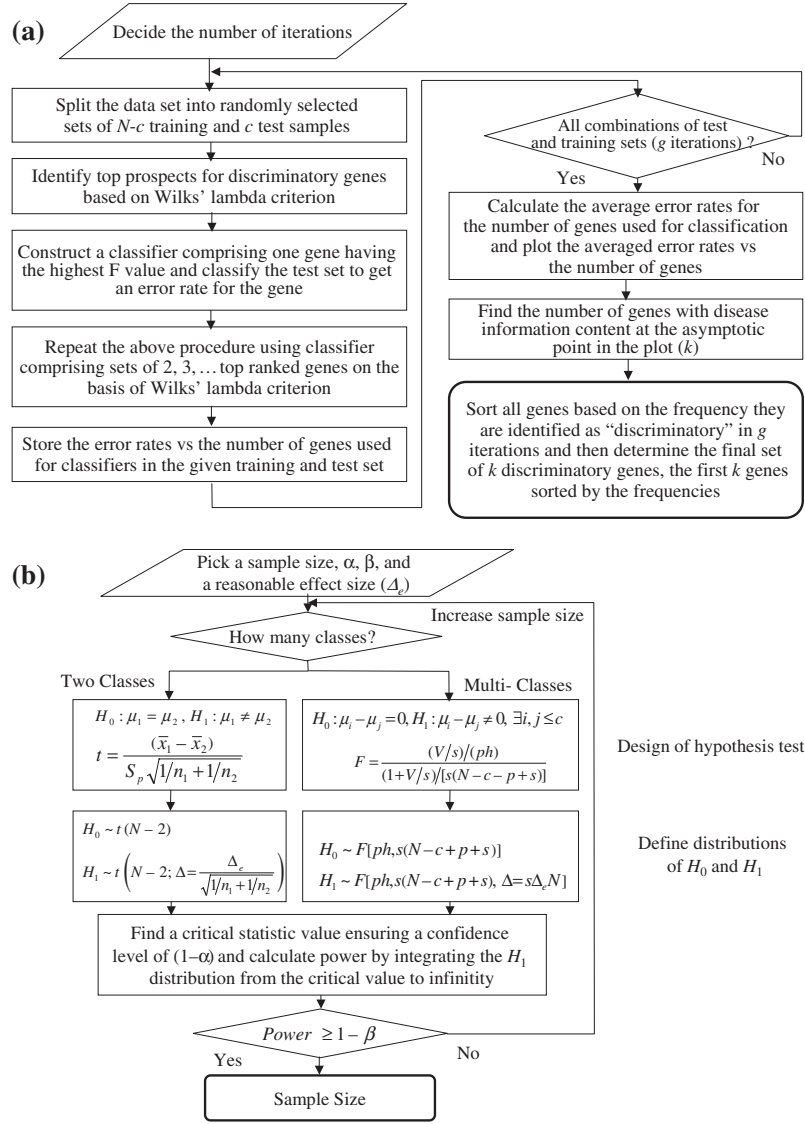 (a)
Decide the number of iterations
Split the data set into randomly selected
sets of N-c training and c test samples
Identify top prospects for discriminatory genes
based on Wilks' lambda criterion
Construct a classifier comprising one gene having
the highest F value and classify the test set to get
an error rate for the gene
Repeat the above procedure using classifier
comprising sets of 2, 3, … top ranked genes on the
basis of Wilks' lambda criterion
Store the error rates vs the number of genes used
for classifiers in the given training and test set
All combinations of test
and training sets (g iterations) ?
No
Yes
Calculate the average error rates for
the number of genes used for classification
and plot the averaged error rates vs
the number of genes
Find the number of genes with disease
information content at the asymptotic
point in the plot (k)
Sort all genes based on the frequency they
are identified as “discriminatory” in g
iterations and then determine the final set
of k discriminatory genes, the first k genes
sorted by the frequencies
(b)
Pick a sample size, α, β, and
a reasonable effect size (Δ_e)
Increase sample size
How many classes?
Two Classes
Multi- Classes
H_0 : μ_1 = μ_2 , H_1 : μ_1 ≠ μ_2
t = (x̄_1 − x̄_2) / S_p √(1/n_1 + 1/n_2)
H_0 : μ_i − μ_j = 0, H_1 : μ_i − μ_j ≠ 0, ∃i, j ≤ c
F = (V/s)/(ph) / (1+V/s)/[s(N−c−p+s)]
Design of hypothesis test
H_0 ~ t (N − 2)
H_1 ~ t (N − 2; Δ = Δ_e / √(1/n_1 + 1/n_2))
H_0 ~ F[ph, s(N−c+p+s)]
H_1 ~ F[ph, s(N−c+p+s), Δ=sΔ_e N]
Define distributions
of H_0 and H_1
Find a critical statistic value ensuring a confidence
level of (1–α) and calculate power by integrating the H_1
distribution from the critical value to infinitity
Power ≥ 1 – β
No
Yes
Sample Size